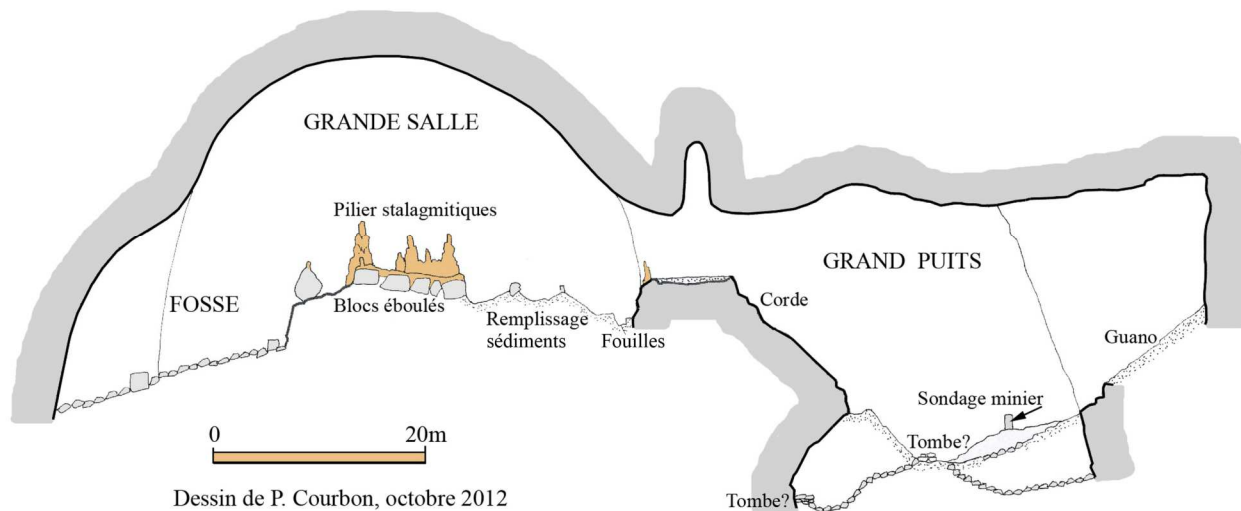 GRANDE SALLE
Pilier stalagmitiques
FOSSE
Blocs éboulés
Remplissage
sédiments
Fouilles
GRAND PUITS
Corde
Guano
Sondage minier
Tombe?
Tombe?
0 20m
Dessin de P. Courbon, octobre 2012